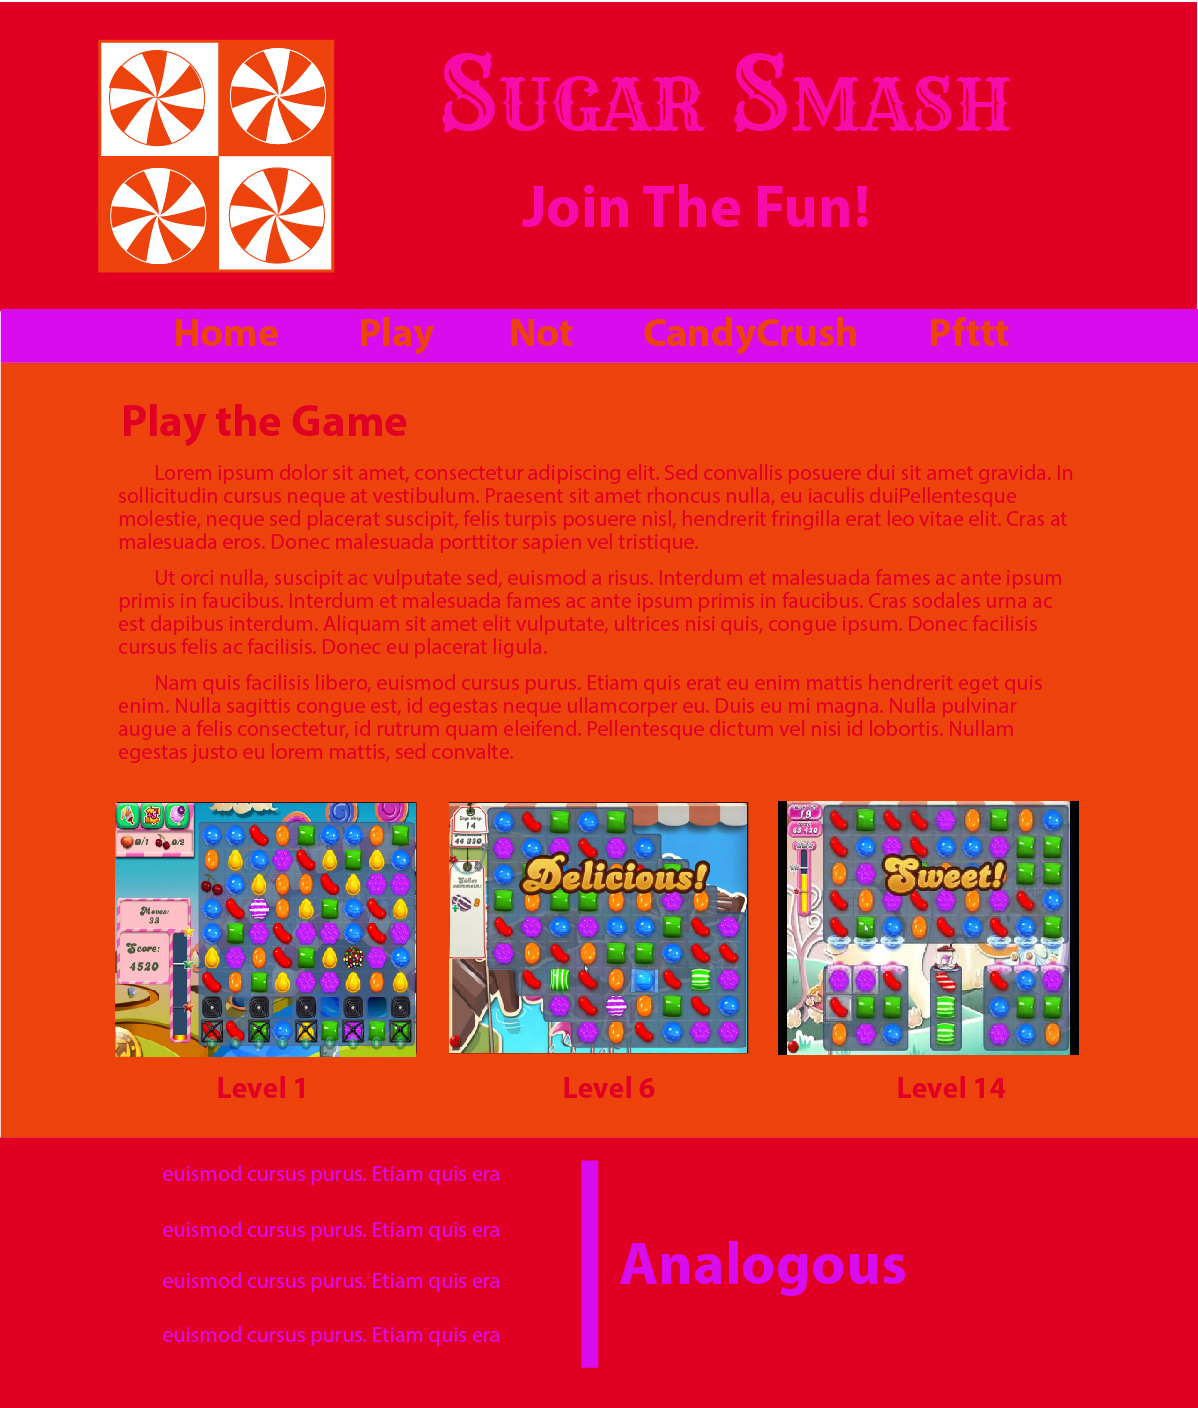 Sugar Smash
Join The Fun!
Home Play Not CandyCrush Pfttt
Play the Game
Lorem ipsum dolor sit amet, consectetur adipiscing elit. Sed convallis posuere dui sit amet gravida. In
sollicitudin cursus neque at vestibulum. Praesent sit amet rhoncus nulla, eu iaculis duiPellentesque
molestie, neque sed placerat suscipit, felis turpis posuere nisl, hendrerit fringilla erat leo vitae elit. Cras at
malesuada eros. Donec malesuada porttitor sapien vel tristique.
Ut orci nulla, suscipit ac vulputate sed, euismod a risus. Interdum et malesuada fames ac ante ipsum
primis in faucibus. Interdum et malesuada fames ac ante ipsum primis in faucibus. Cras sodales urna ac
est dapibus interdum. Aliquam sit amet elit vulputate, ultrices nisi quis, congue ipsum. Donec facilisis
cursus felis ac facilisis. Donec eu placerat ligula.
Nam quis facilisis libero, euismod cursus purus. Etiam quis erat eu enim mattis hendrerit eget quis
enim. Nulla sagittis congue est, id egestas neque ullamcorper eu. Duis eu mi magna. Nulla pulvinar
augue a felis consectetur, id rutrum quam eleifend. Pellentesque dictum vel nisi id lobortis. Nullam
egestas justo eu lorem mattis, sed convalte.
0/1 0/2
Moves:
33
Score:
4520
14
44 320
Delicious!
2
19
63 420
Sweet!
Level 1
Level 6
Level 14
euismod cursus purus. Etiam quis era
euismod cursus purus. Etiam quis era
euismod cursus purus. Etiam quis era
euismod cursus purus. Etiam quis era
Analogous